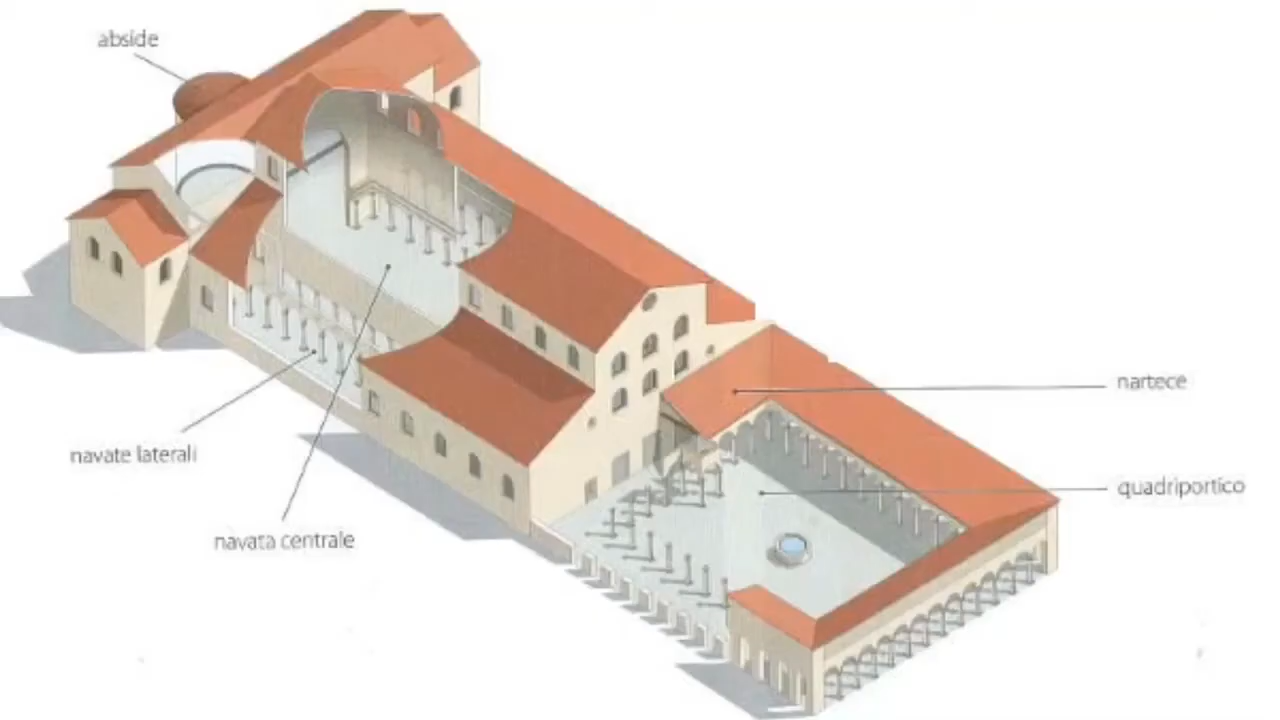 abside
nartece
navate laterali
quadriportico
navata centrale